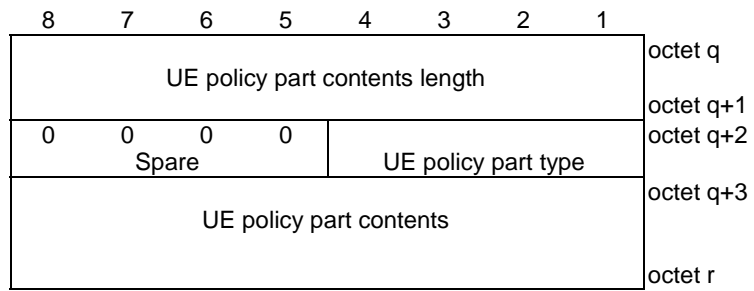 8 7 6 5 4 3 2 1
octet q
UE policy part contents length
octet q+1
0 0 0 0 octet q+2
Spare UE policy part type
octet q+3
UE policy part contents
octet r